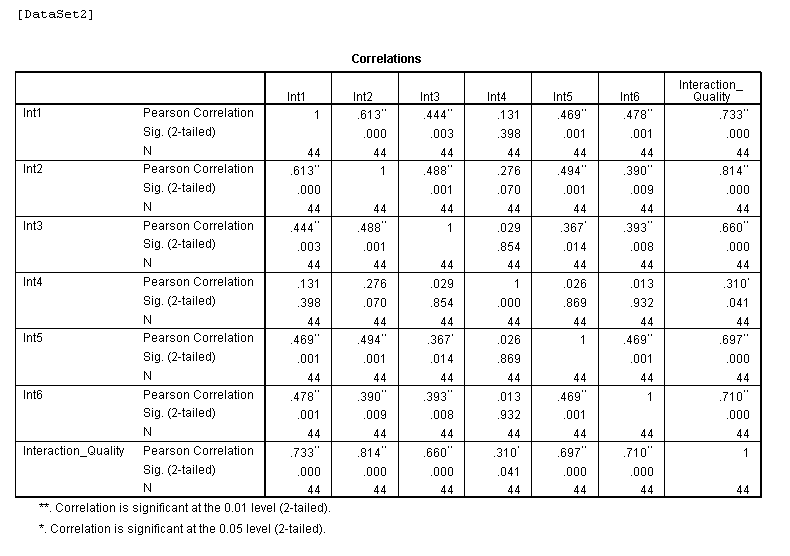 [DataSet2]
Correlations
Int1 Int2 Int3 Int4 Int5 Int6 Interaction_
Quality
Int1 Pearson Correlation 1 .613** .444** .131 .469** .478** .733**
Sig. (2-tailed) .000 .003 .398 .001 .001 .000
N 44 44 44 44 44 44 44
Int2 Pearson Correlation .613** 1 .488** .276 .494** .390** .814**
Sig. (2-tailed) .000 .001 .070 .001 .009 .000
N 44 44 44 44 44 44 44
Int3 Pearson Correlation .444** .488** 1 .029 .367* .393** .660**
Sig. (2-tailed) .003 .001 .854 .014 .008 .000
N 44 44 44 44 44 44 44
Int4 Pearson Correlation .131 .276 .029 1 .026 .013 .310*
Sig. (2-tailed) .398 .070 .854 .000 .869 .932 .041
N 44 44 44 44 44 44 44
Int5 Pearson Correlation .469** .494** .367* .026 1 .469** .697**
Sig. (2-tailed) .001 .001 .014 .869 .001 .000
N 44 44 44 44 44 44 44
Int6 Pearson Correlation .478** .390** .393** .013 .469** 1 .710**
Sig. (2-tailed) .001 .009 .008 .932 .001 .000
N 44 44 44 44 44 44 44
Interaction_Quality Pearson Correlation .733** .814** .660** .310* .697** .710** 1
Sig. (2-tailed) .000 .000 .000 .041 .000 .000
N 44 44 44 44 44 44 44
**. Correlation is significant at the 0.01 level (2-tailed).
*. Correlation is significant at the 0.05 level (2-tailed).